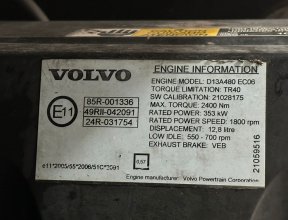 VOLVO
E11
85R-001336
49RII-042091
24R-031754
ENGINE INFORMATION
ENGINE MODEL: D13A480 EC06
TORQUE LIMITATION: TR40
SW CALIBRATION: 21028175
MAX. TORQUE: 2400 Nm
RATED POWER: 353 kW
RATED SPEED: 1800 rpm
DISPLACEMENT: 12,8 litre
LOW IDLE: 550 - 700 rpm
EXHAUST BRAKE: VEB
0,57
Engine manufacturer: Volvo Powertrain Corporation
21059516